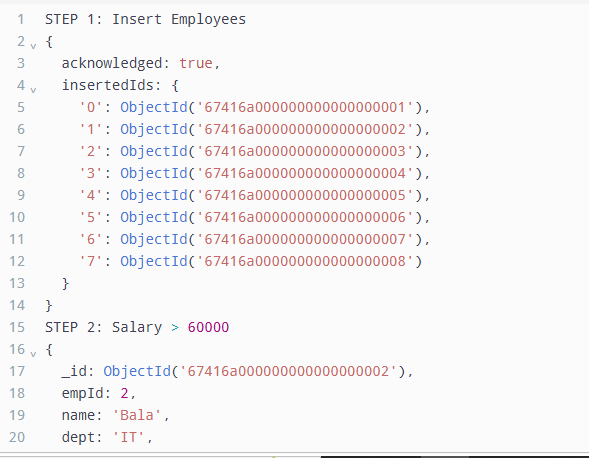 1 STEP 1: Insert Employees
2 {
3 acknowledged: true,
4 insertedIds: {
5 '0': ObjectId('67416a000000000000000001'),
6 '1': ObjectId('67416a000000000000000002'),
7 '2': ObjectId('67416a000000000000000003'),
8 '3': ObjectId('67416a000000000000000004'),
9 '4': ObjectId('67416a000000000000000005'),
10 '5': ObjectId('67416a000000000000000006'),
11 '6': ObjectId('67416a000000000000000007'),
12 '7': ObjectId('67416a000000000000000008')
13 }
14 }
15 STEP 2: Salary > 60000
16 {
17 _id: ObjectId('67416a000000000000000002'),
18 empId: 2,
19 name: 'Bala',
20 dept: 'IT',